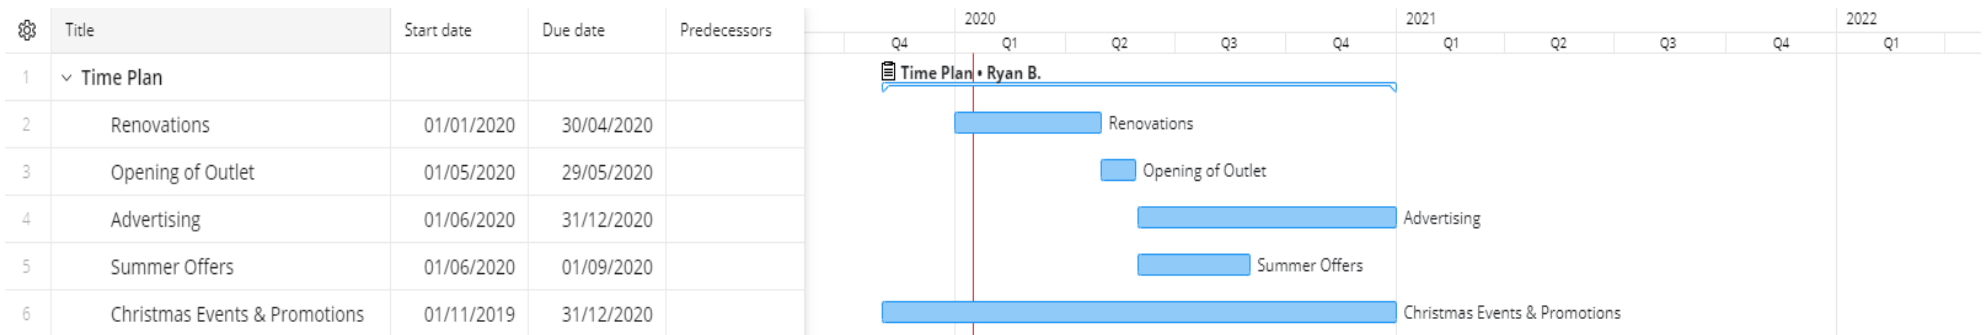 Title Start date Due date Predecessors
2020 2021 2022
Q4 Q1 Q2 Q3 Q4 Q1 Q2 Q3 Q4 Q1
1 Time Plan
Time Plan • Ryan B.
2 Renovations 01/01/2020 30/04/2020 Renovations
3 Opening of Outlet 01/05/2020 29/05/2020 Opening of Outlet
4 Advertising 01/06/2020 31/12/2020 Advertising
5 Summer Offers 01/06/2020 01/09/2020 Summer Offers
6 Christmas Events & Promotions 01/11/2019 31/12/2020 Christmas Events & Promotions